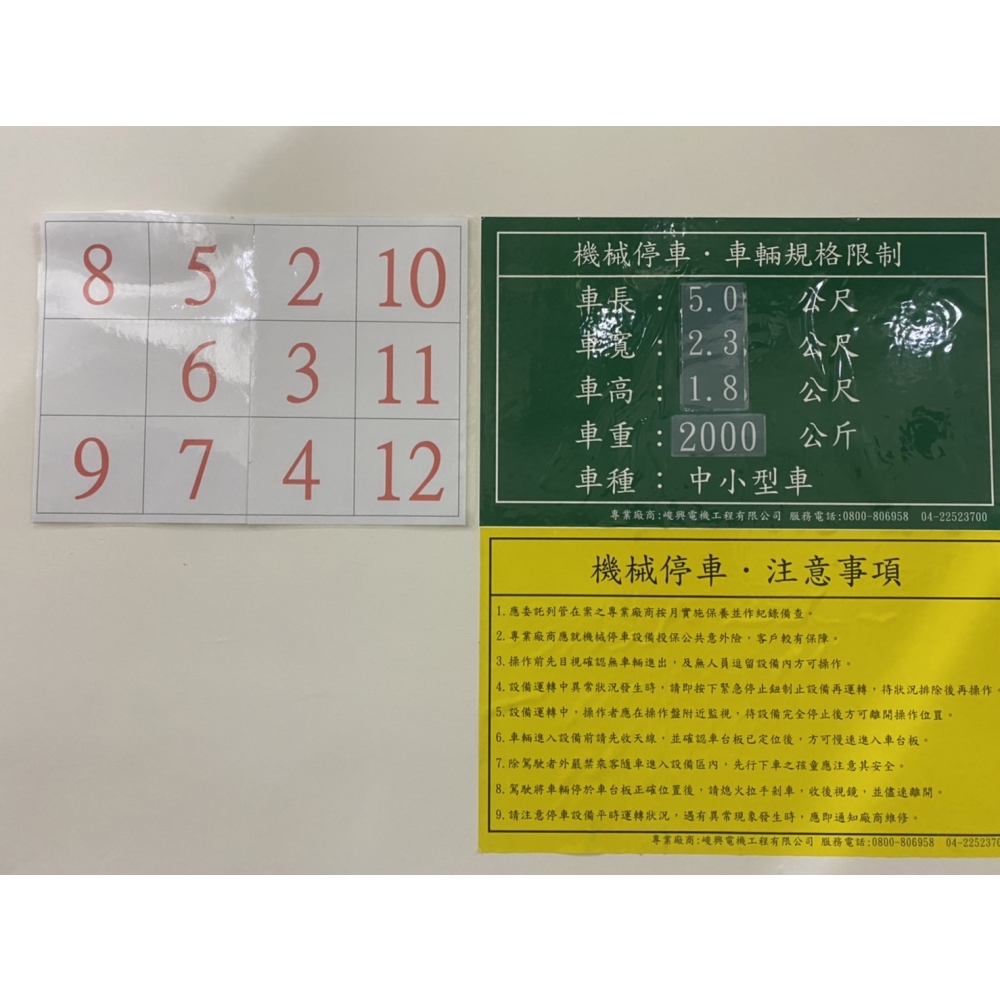 8 5 2 10
6 3 11
9 7 4 12
機械停車·車輛規格限制
車長：5.0 公尺
車寬：2.3 公尺
車高：1.8 公尺
車重：2000 公斤
車種：中小型車
專業廠商:峻興電機工程有限公司 服務電話:0800-806958 04-22523700
機械停車·注意事項
1.應委託列管在案之專業廠商按月實施保養並作紀錄備查。
2.專業廠商應就機械停車設備投保公共意外險，客戶較有保障。
3.操作前先目視確認無車輛進出，及無人員逗留設備內方可操作。
4.設備運轉中異常狀況發生時，請即按下緊急停止鈕制止設備再運轉，待狀況排除後再操作。
5.設備運轉中，操作者應在操作盤附近監視，待設備完全停止後方可離開操作位置。
6.車輛進入設備前請先收天線，並確認車台板已定位後，方可慢速進入車台板。
7.除駕駛者外嚴禁乘客隨車進入設備區內，先行下車之孩童應注意其安全。
8.駕駛將車輛停於車台板正確位置後，請熄火拉手剎車，收後視鏡，並儘速離開。
9.請注意停車設備平時運轉狀況，遇有異常現象發生時，應即通知廠商維修。
專業廠商:峻興電機工程有限公司 服務電話:0800-806958 04-2252370